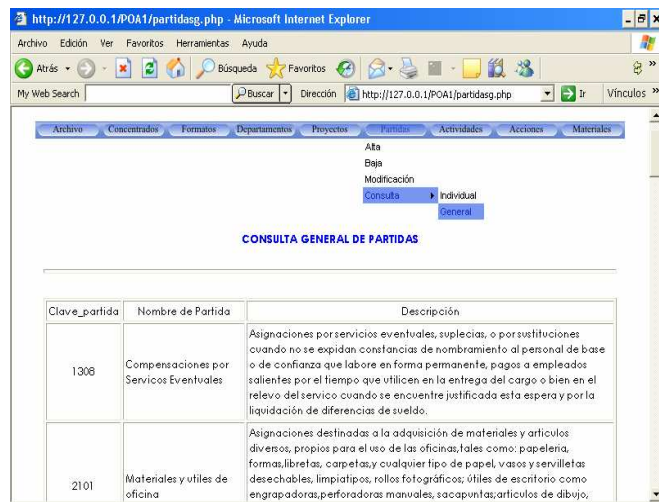 http://127.0.0.1/POA1/partidasg.php - Microsoft Internet Explorer
Archivo Edición Ver Favoritos Herramientas Ayuda
Atrás Búsqueda Favoritos
My Web Search Buscar Dirección http://127.0.0.1/POA1/partidasg.php Ir Vínculos »
Archivo Concentrados Formatos Departamentos Proyectos Partidas Actividades Acciones Materiales
Alta
Baja
Modificación
Consulta Individual
General
CONSULTA GENERAL DE PARTIDAS
Clave_partida Nombre de Partida Descripción
Asignaciones por servicios eventuales, suplecias, o por sustituciones
cuando no se expidan constancias de nombramiento al personal de base
1308 Compensaciones por o de confianza que labore en forma permanente, pagos a empleados
Servicos Eventuales salientes por el tiempo que utilicen en la entrega del cargo o bien en el
relevo del servico cuando se encuentre justificada esta espera y por la
liquidación de diferencias de sueldo.
Asignaciones destinadas a la adquisición de materiales y articulos
diversos, propios para el uso de las oficinas,tales como: papeleria,
formas,libretas, carpetas,y cualquier tipo de papel, vasos y servilletas
2101 Materiales y utiles de desechables, limpiatipos, rollos fotográficos; útiles de escritorio como
oficina engrapadoras,perforadoras manuales, sacapuntas;articulos de dibujo,